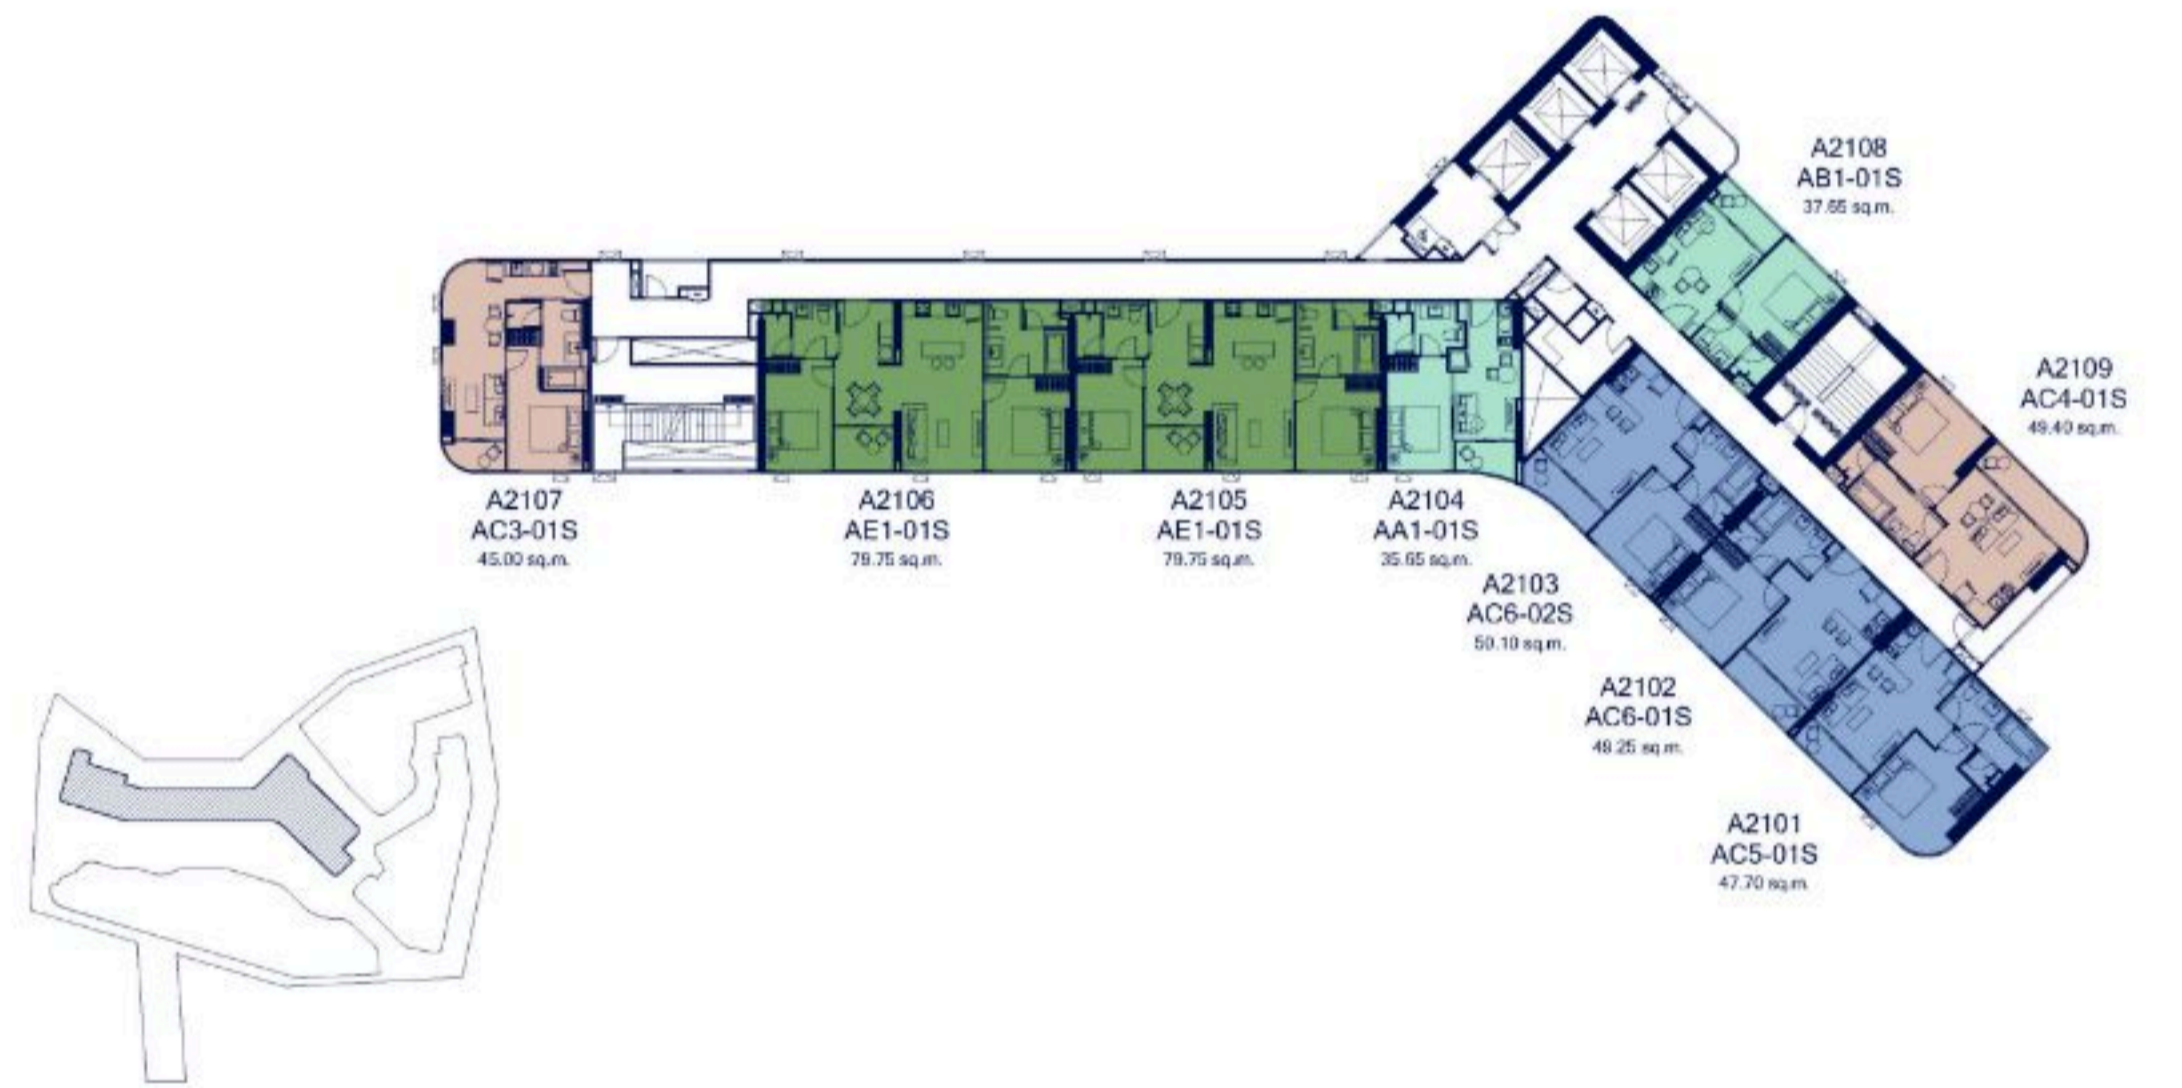 A2108
AB1-01S
37.65 sq.m.
A2109
AC4-01S
49.40 sq.m.
A2107
AC3-01S
45.00 sq.m.
A2106
AE1-01S
79.75 sq.m.
A2105
AE1-01S
79.75 sq.m.
A2104
AA1-01S
35.65 sq.m.
A2103
AC6-02S
50.10 sq.m.
A2102
AC6-01S
49.25 sq.m.
A2101
AC5-01S
47.70 sq.m.